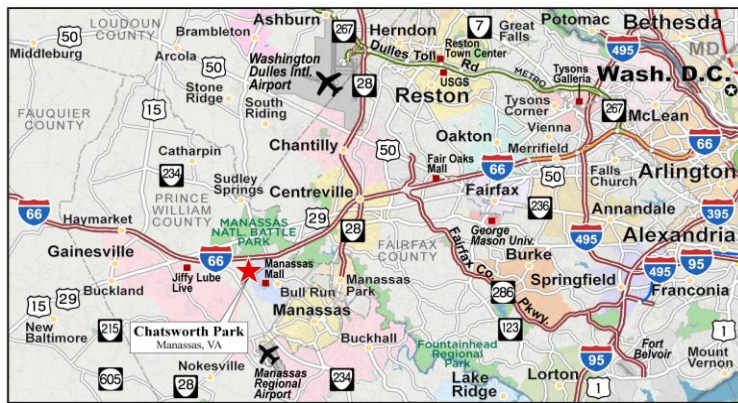 LOUDOUN
COUNTY
Ashburn
267
Herndon
7
Great
Falls
Potomac
Bethesda
Brambleton
50
Middleburg
Arcola
Washington
Dulles Intl.
Airport
Dulles Toll
Rd
Reston
Town Center
USGS
METRO
495
MD
Tysons
Galleria
Wash. D.C.
28
Stone
Ridge
South
Riding
15
Reston
Tysons
Corner
267
McLean
FAUQUIER
COUNTY
Oakton
Vienna
Merrifield
66
Catharpin
Chantilly
50
Fair Oaks
Mall
66
50
Falls
Church
Arlington
234
Sudley
Springs
Centreville
Fairfax
236
Annandale
395
66
Haymarket
PRINCE
WILLIAM
COUNTY
MANASSAS
NATL. BATTLE
PARK
29
28
FAIRFAX
COUNTY
George
Mason Univ.
495
Alexandria
Gainesville
66
Jiffy Lube
Live
Manassas
Mall
Burke
495
95
Buckland
Bull Run
Manassas
Park
Fairfax Co.
Pkwy.
286
Springfield
Franconia
15
29
New
Baltimore
215
Chatsworth Park
Manassas, VA
Manassas
123
Fountainhead
Regional
Park
Fort
Belvoir
1
Buckhall
95
Mount
Vernon
605
Nokesville
28
Manassas
Regional
Airport
234
Lake
Ridge
Lorton
1